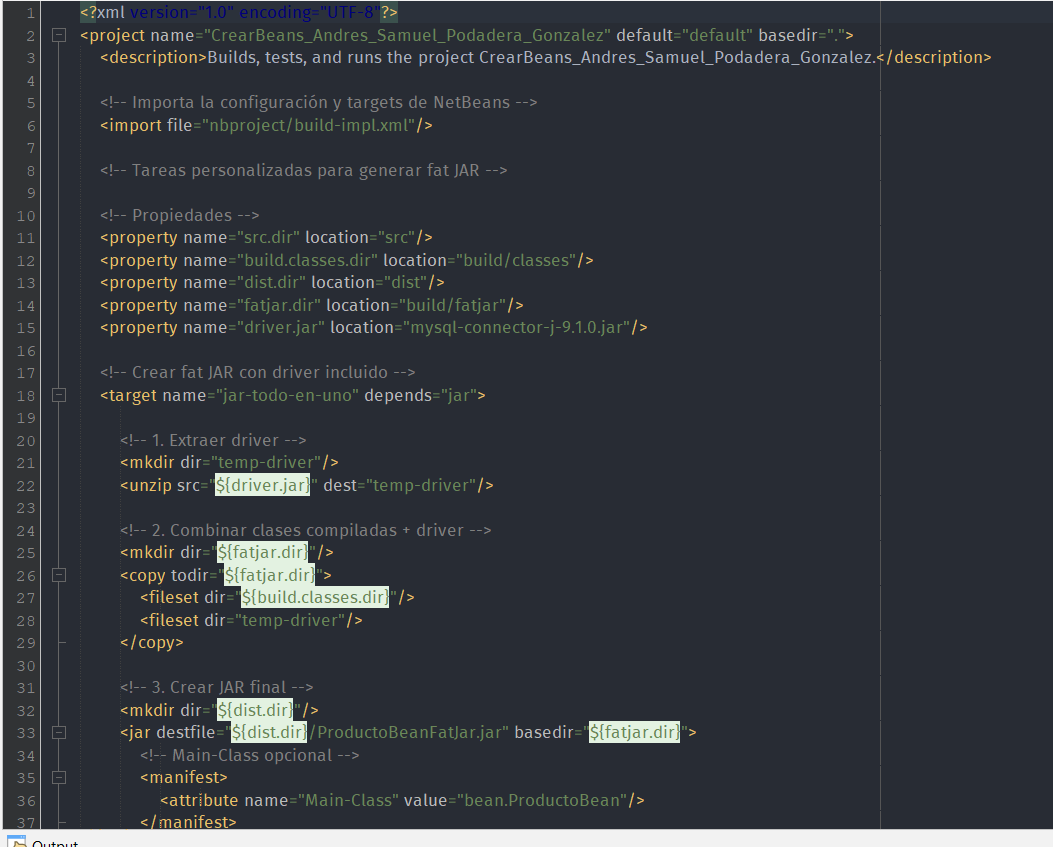 1 <?xml version="1.0" encoding="UTF-8"?>
2 <project name="CrearBeans_Andres_Samuel_Podadera_Gonzalez" default="default" basedir=".">
3 <description>Builds, tests, and runs the project CrearBeans_Andres_Samuel_Podadera_Gonzalez.</description>
4
5 <!-- Importa la configuración y targets de NetBeans -->
6 <import file="nbproject/build-impl.xml"/>
7
8 <!-- Tareas personalizadas para generar fat JAR -->
9
10 <!-- Propiedades -->
11 <property name="src.dir" location="src"/>
12 <property name="build.classes.dir" location="build/classes"/>
13 <property name="dist.dir" location="dist"/>
14 <property name="fatjar.dir" location="build/fatjar"/>
15 <property name="driver.jar" location="mysql-connector-j-9.1.0.jar"/>
16
17 <!-- Crear fat JAR con driver incluido -->
18 <target name="jar-todo-en-uno" depends="jar">
19
20 <!-- 1. Extraer driver -->
21 <mkdir dir="temp-driver"/>
22 <unzip src="${driver.jar}" dest="temp-driver"/>
23
24 <!-- 2. Combinar clases compiladas + driver -->
25 <mkdir dir="${fatjar.dir}"/>
26 <copy todir="${fatjar.dir}">
27 <fileset dir="${build.classes.dir}"/>
28 <fileset dir="temp-driver"/>
29 </copy>
30
31 <!-- 3. Crear JAR final -->
32 <mkdir dir="${dist.dir}"/>
33 <jar destfile="${dist.dir}/ProductoBeanFatJar.jar" basedir="${fatjar.dir}">
34 <!-- Main-Class opcional -->
35 <manifest>
36 <attribute name="Main-Class" value="bean.ProductoBean"/>
37 </manifest>
Output